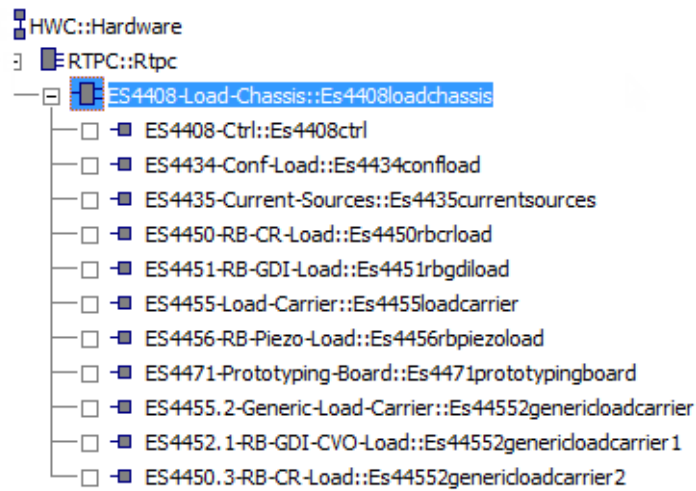 HWC::Hardware
RTPC::Rtpc
ES4408-Load-Chassis::Es4408loadchassis
ES4408-Ctrl::Es4408ctrl
ES4434-Conf-Load::Es4434confload
ES4435-Current-Sources::Es4435currentsources
ES4450-RB-CR-Load::Es4450rbcrload
ES4451-RB-GDI-Load::Es4451rbgdiload
ES4455-Load-Carrier::Es4455loadcarrier
ES4456-RB-Piezo-Load::Es4456rbpiezoload
ES4471-Prototyping-Board::Es4471prototypingboard
ES4455.2-Generic-Load-Carrier::Es44552genericloadcarrier
ES4452.1-RB-GDI-CVO-Load::Es44552genericloadcarrier1
ES4450.3-RB-CR-Load::Es44552genericloadcarrier2